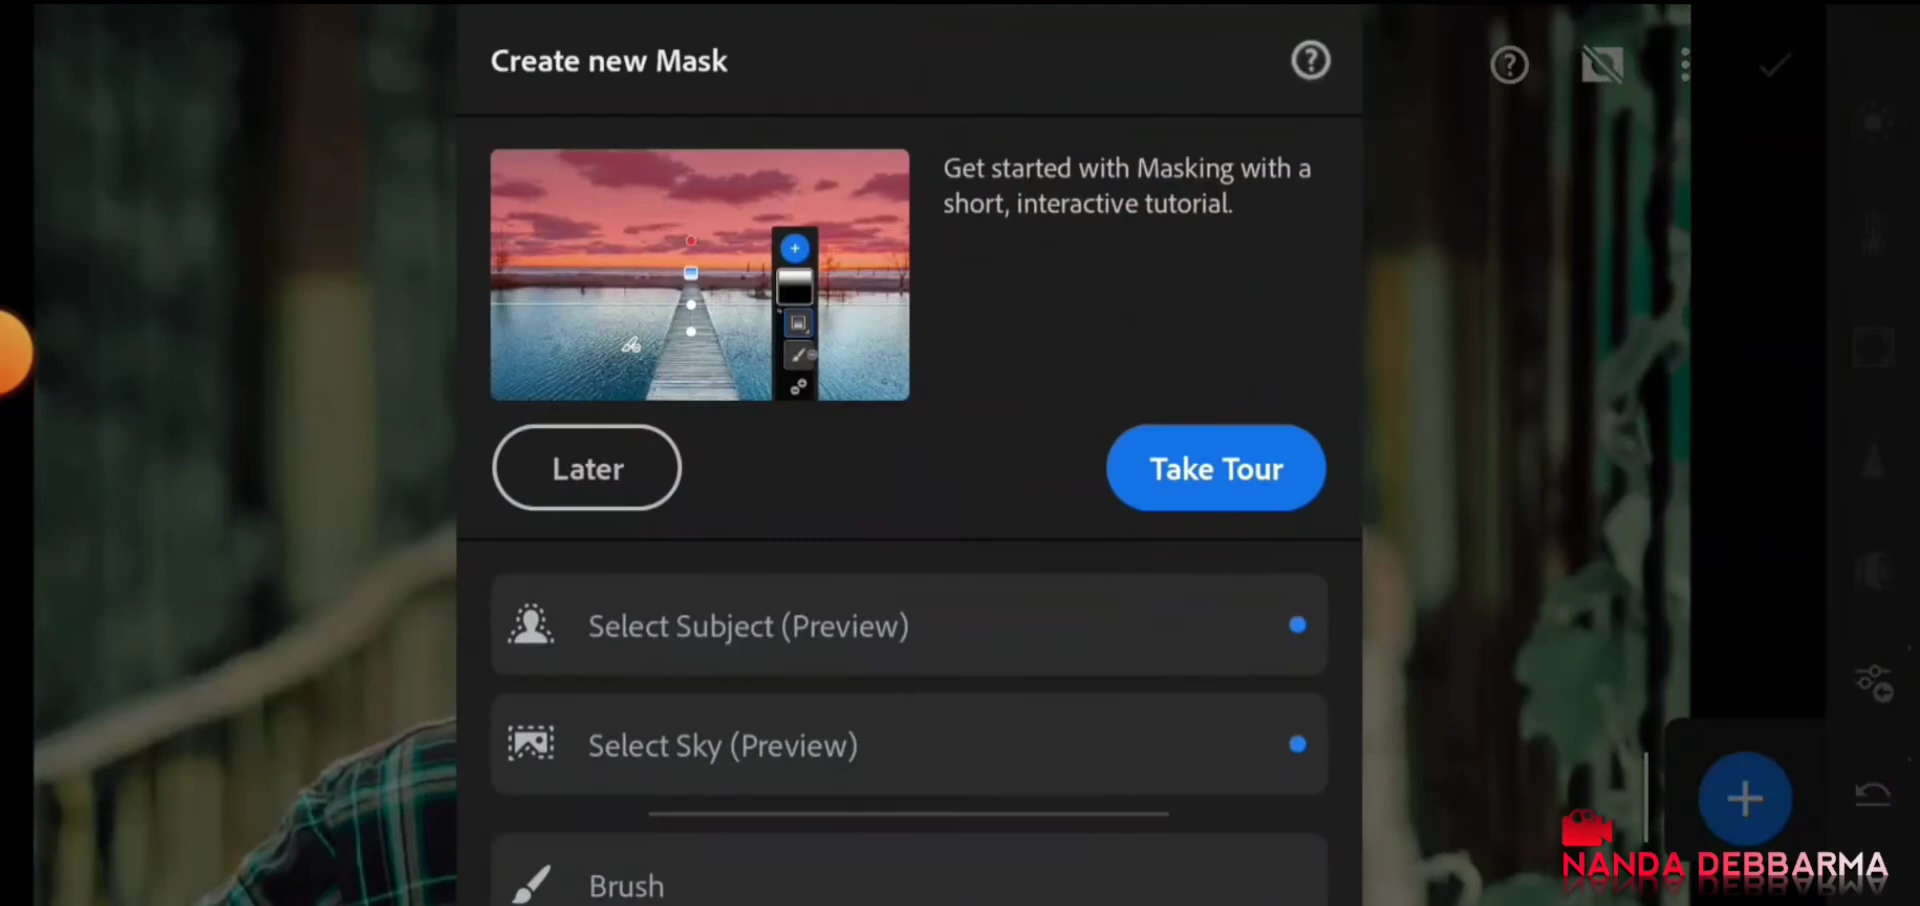 Create new Mask
Get started with Masking with a
short, interactive tutorial.
Later
Take Tour
Select Subject (Preview)
Select Sky (Preview)
Brush
NANDA DEBBARMA